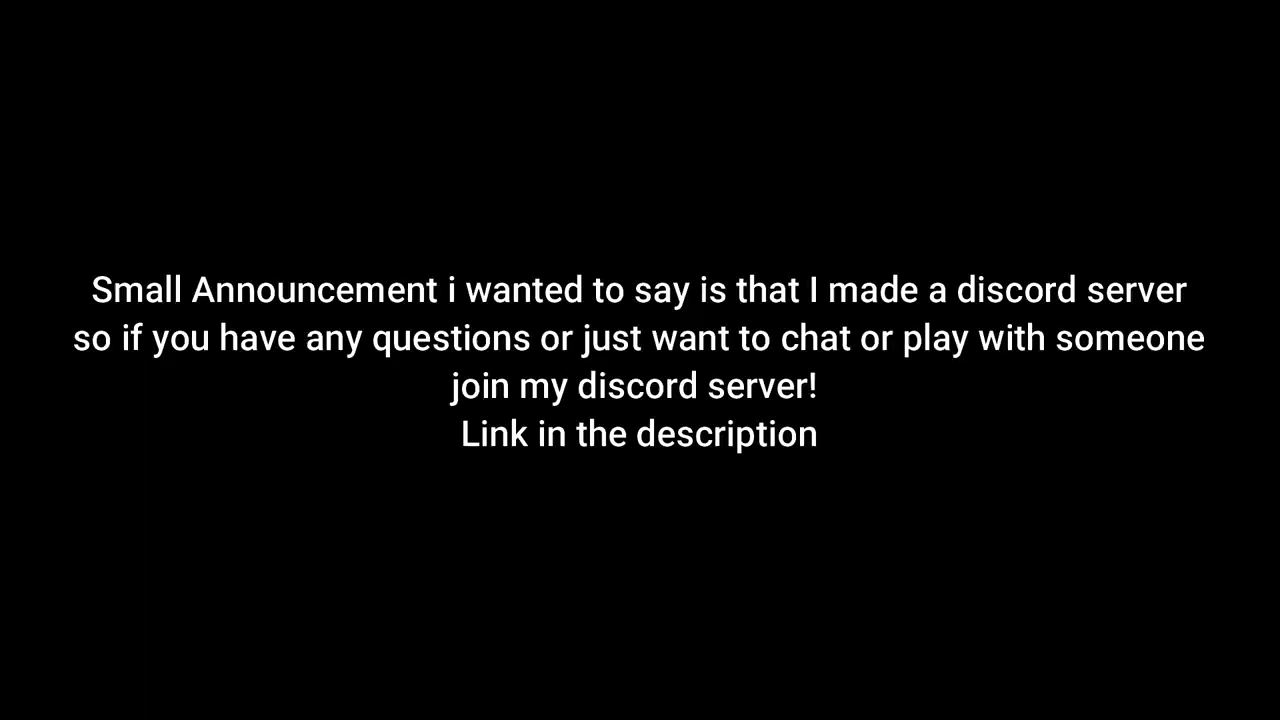 Small Announcement i wanted to say is that I made a discord server
so if you have any questions or just want to chat or play with someone
join my discord server!
Link in the description